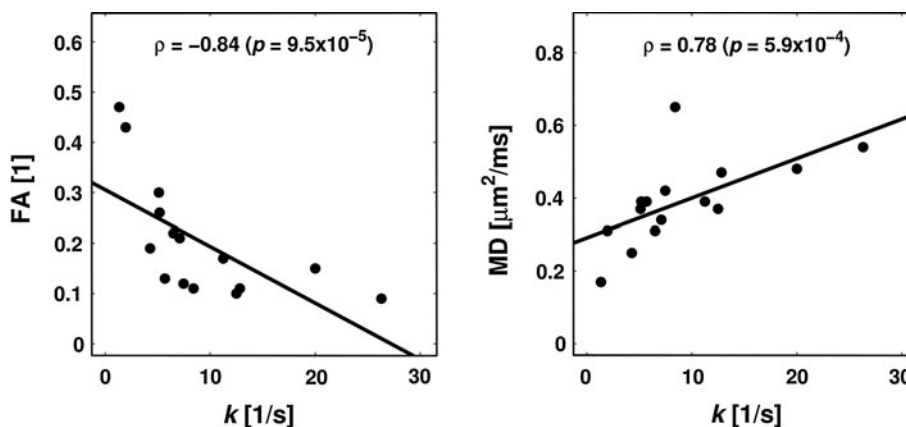 ρ = −0.84 (p = 9.5x10⁻⁵)
0.6
0.5
0.4
0.3
0.2
0.1
0
FA [1]
0 10 20 30
k [1/s]
ρ = 0.78 (p = 5.9x10⁻⁴)
0.8
0.6
0.4
0.2
0
MD [μm²/ms]
0 10 20 30
k [1/s]